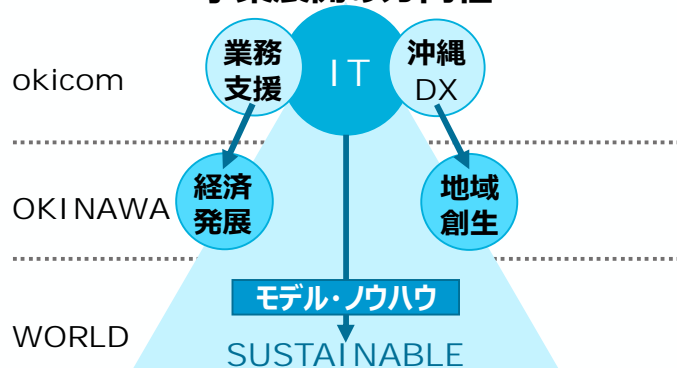 okicom
業務
支援
IT
沖縄
DX
OKINAWA
経済
発展
地域
創生
モデル・ノウハウ
WORLD
SUSTAINABLE